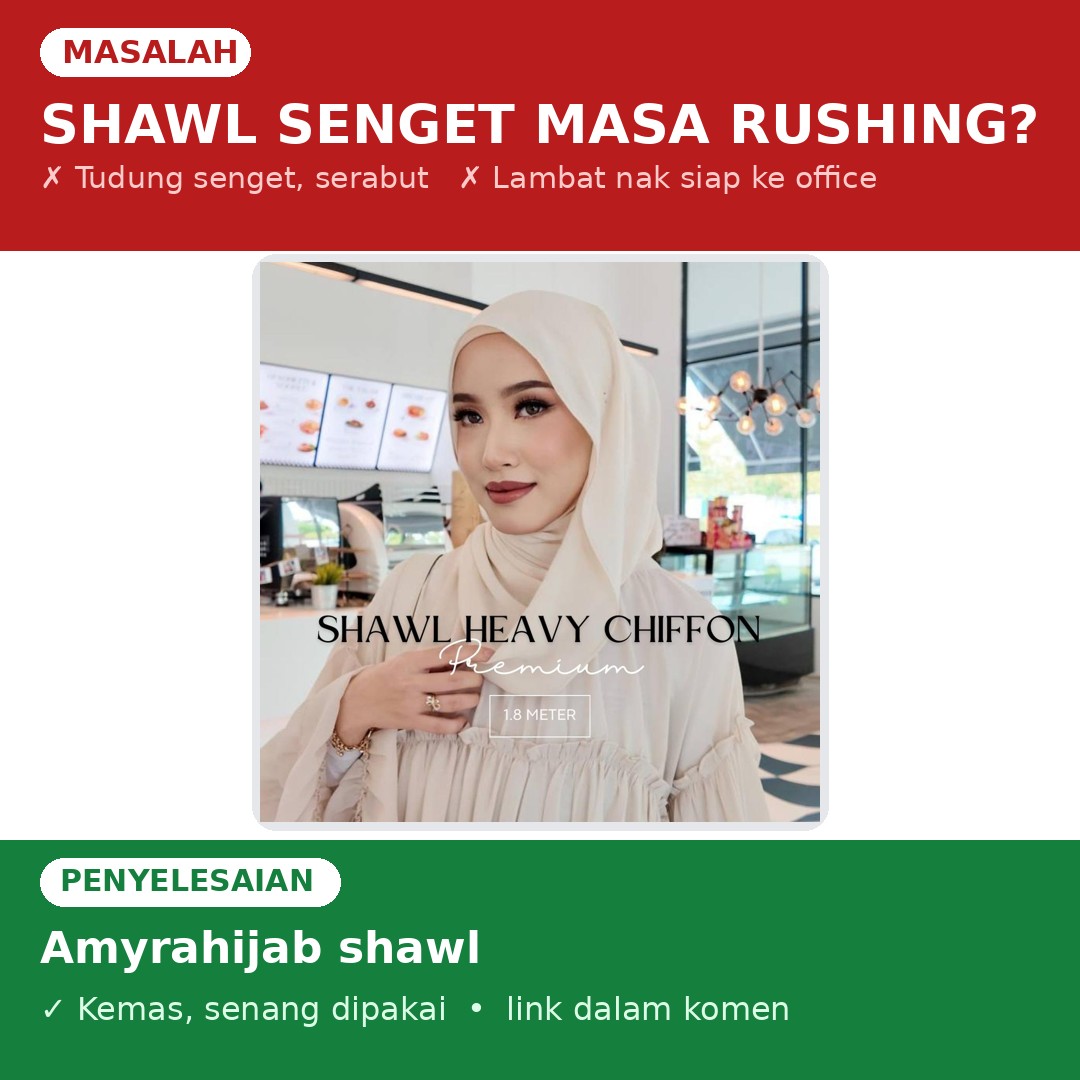 MASALAH
SHAWL SENGET MASA RUSHING?
✗ Tudung senget, serabut ✗ Lambat nak siap ke office
SHAWL HEAVY CHIFFON
Premium
1.8 METER
PENYELESAIAN
Amyrahijab shawl
✓ Kemas, senang dipakai • link dalam komen